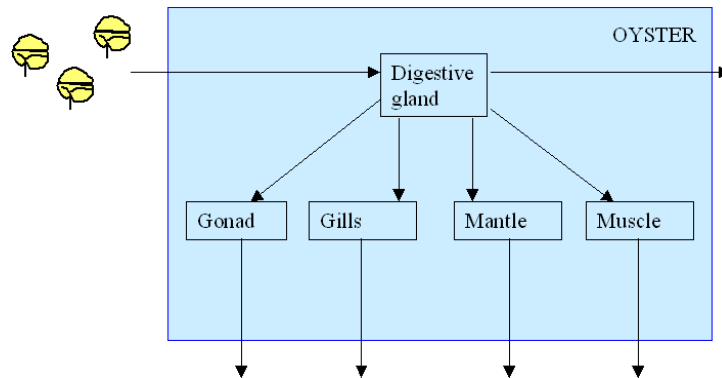 OYSTER
Digestive
gland
Gonad
Gills
Mantle
Muscle